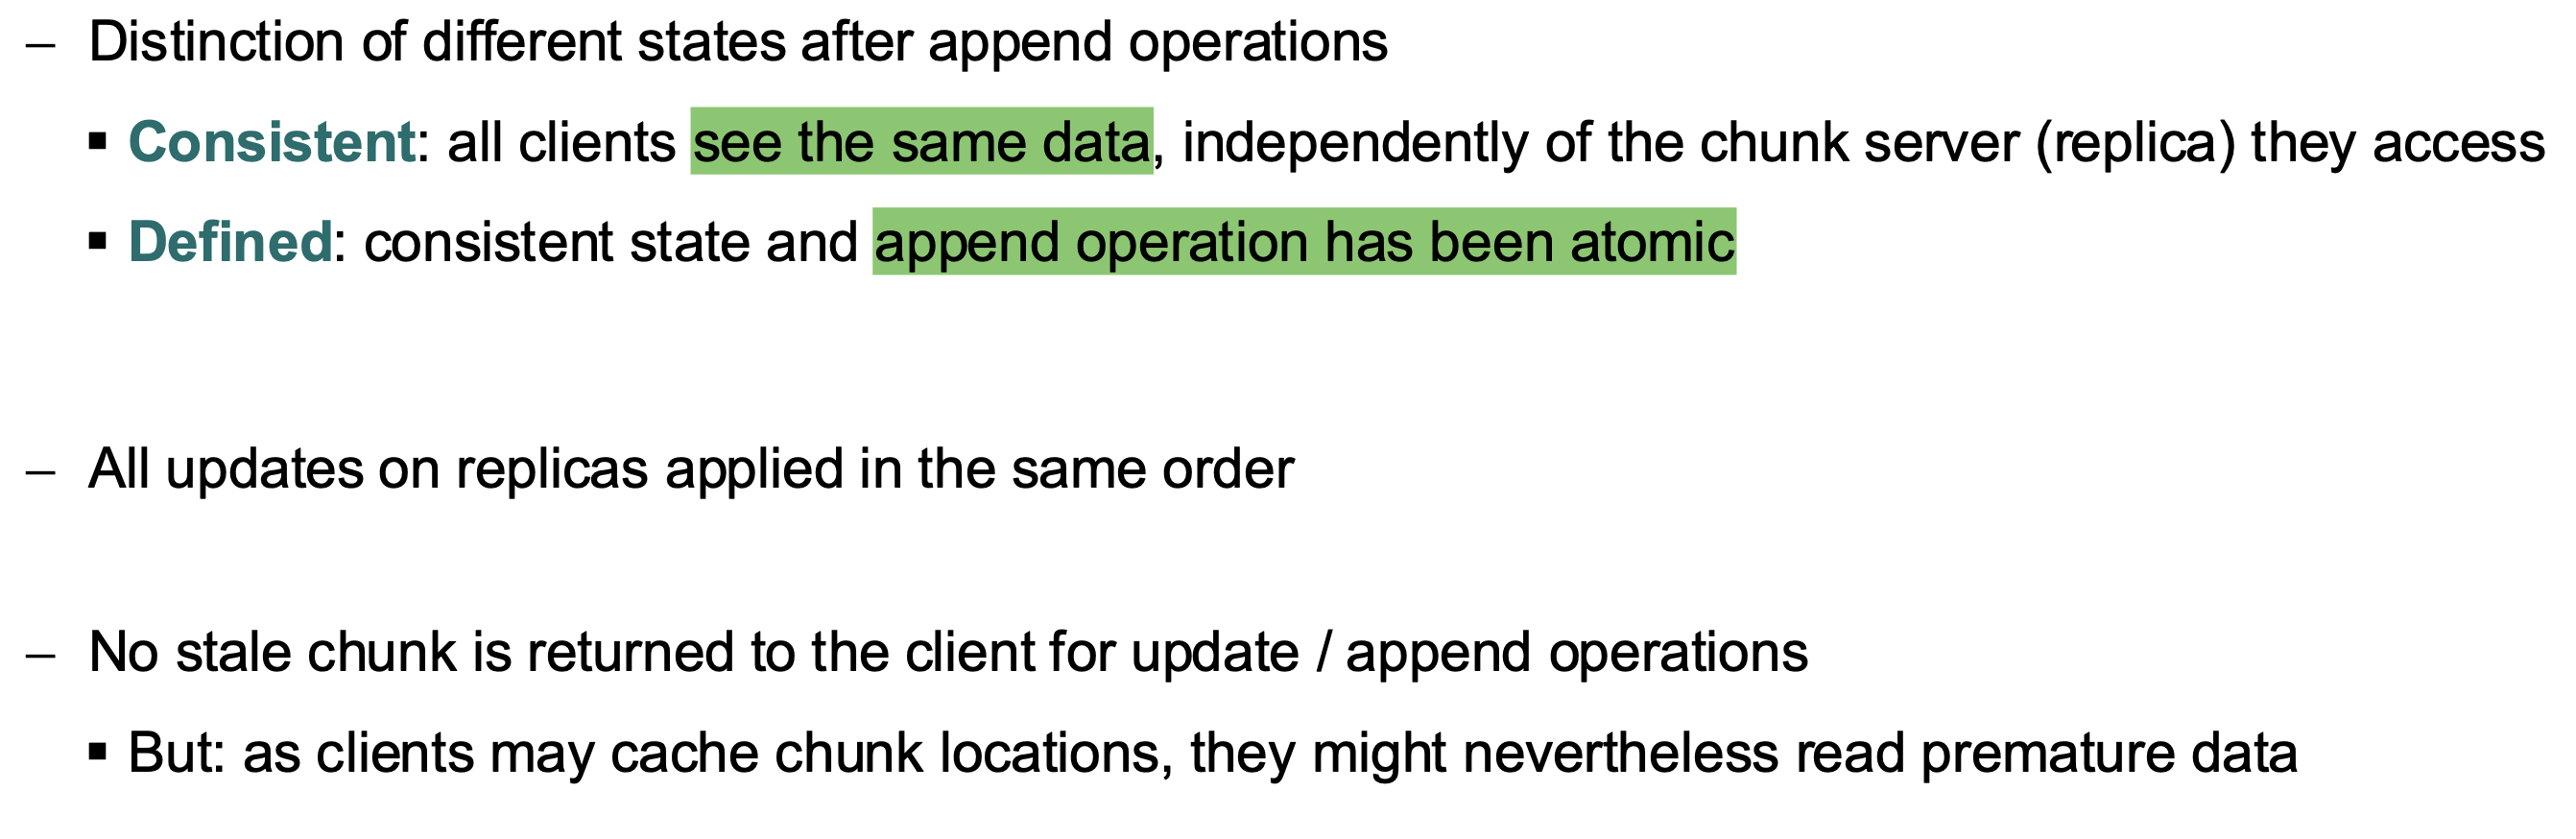 – Distinction of different states after append operations
▪ Consistent: all clients see the same data, independently of the chunk server (replica) they access
▪ Defined: consistent state and append operation has been atomic
– All updates on replicas applied in the same order
– No stale chunk is returned to the client for update / append operations
▪ But: as clients may cache chunk locations, they might nevertheless read premature data